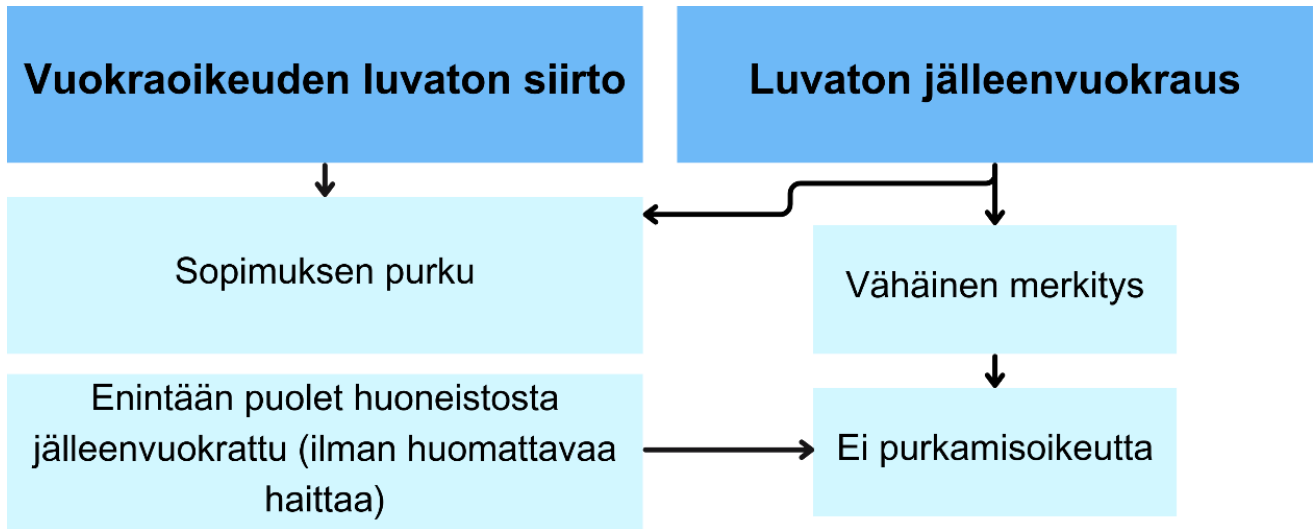 Vuokraoikeuden luvaton siirto
Luvaton jälleenvuokraus
Sopimuksen purku
Vähäinen merkitys
Enintään puolet huoneistosta
jälleenvuokrattu (ilman huomattavaa
haittaa)
Ei purkamisoikeutta